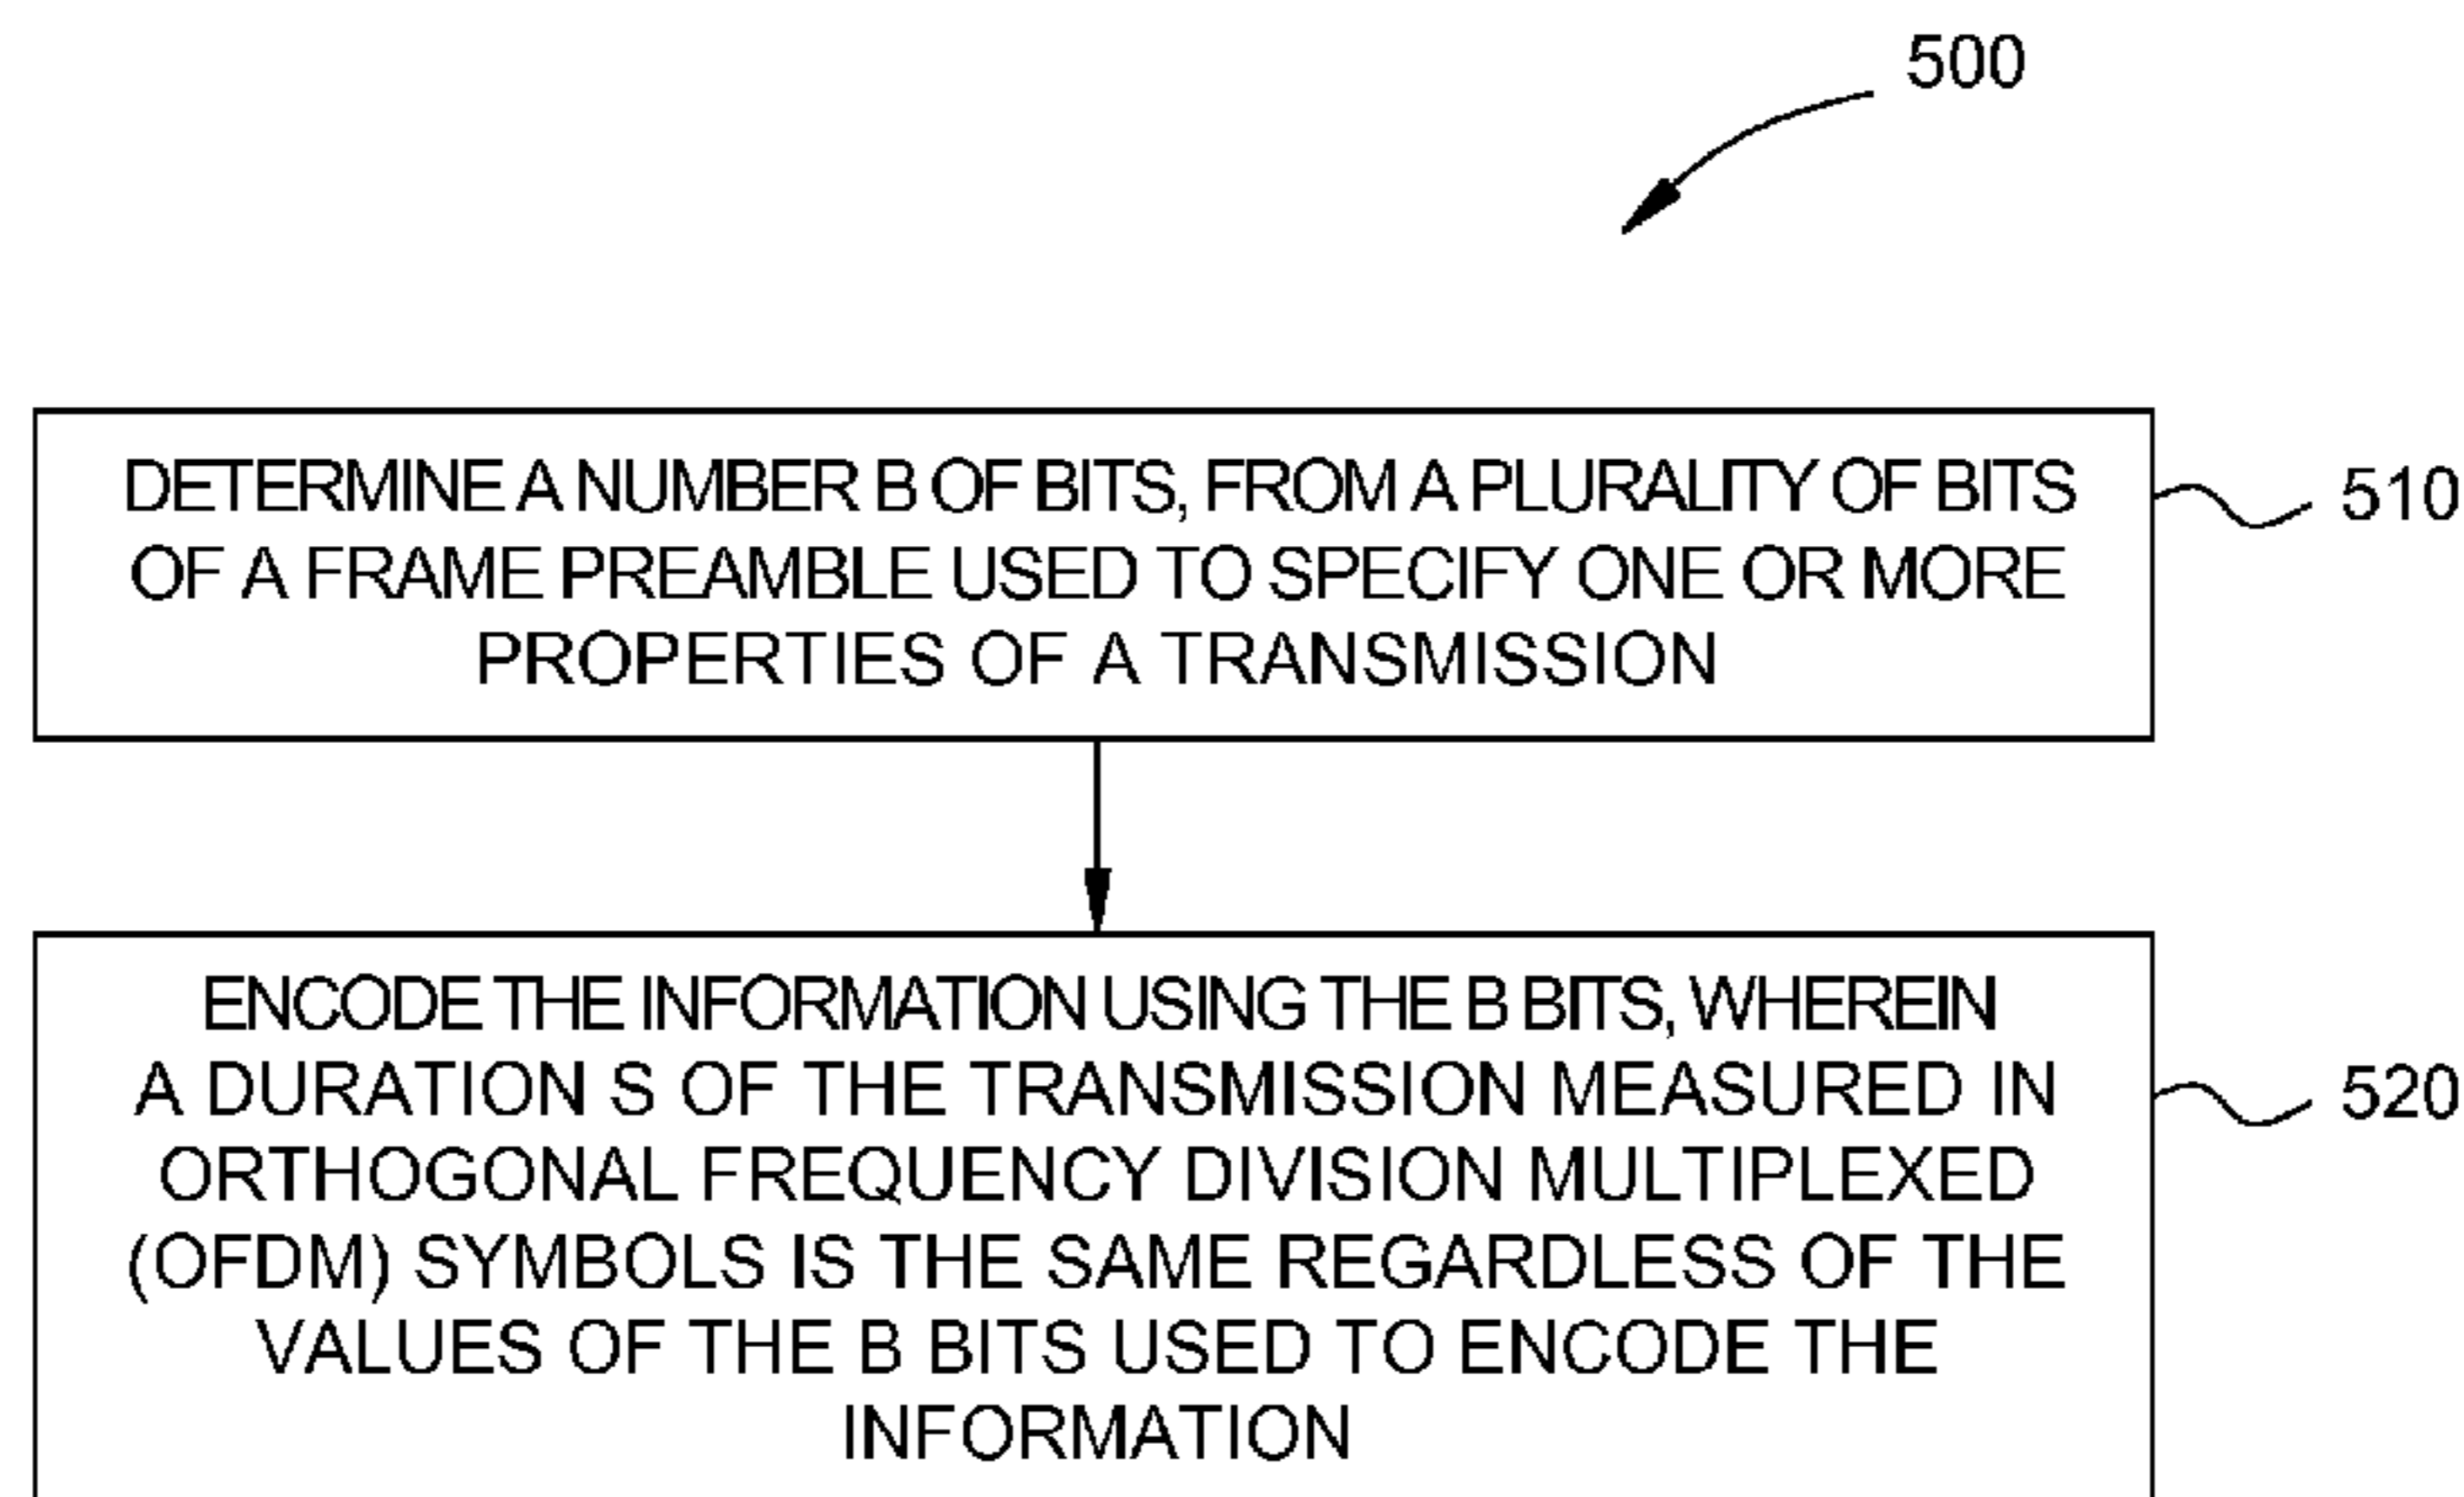 500
DETERMINE A NUMBER B OF BITS, FROM A PLURALITY OF BITS
OF A FRAME PREAMBLE USED TO SPECIFY ONE OR MORE
PROPERTIES OF A TRANSMISSION
510
ENCODE THE INFORMATION USING THE B BITS, WHEREIN
A DURATION S OF THE TRANSMISSION MEASURED IN
ORTHOGONAL FREQUENCY DIVISION MULTIPLEXED
(OFDM) SYMBOLS IS THE SAME REGARDLESS OF THE
VALUES OF THE B BITS USED TO ENCODE THE
INFORMATION
520